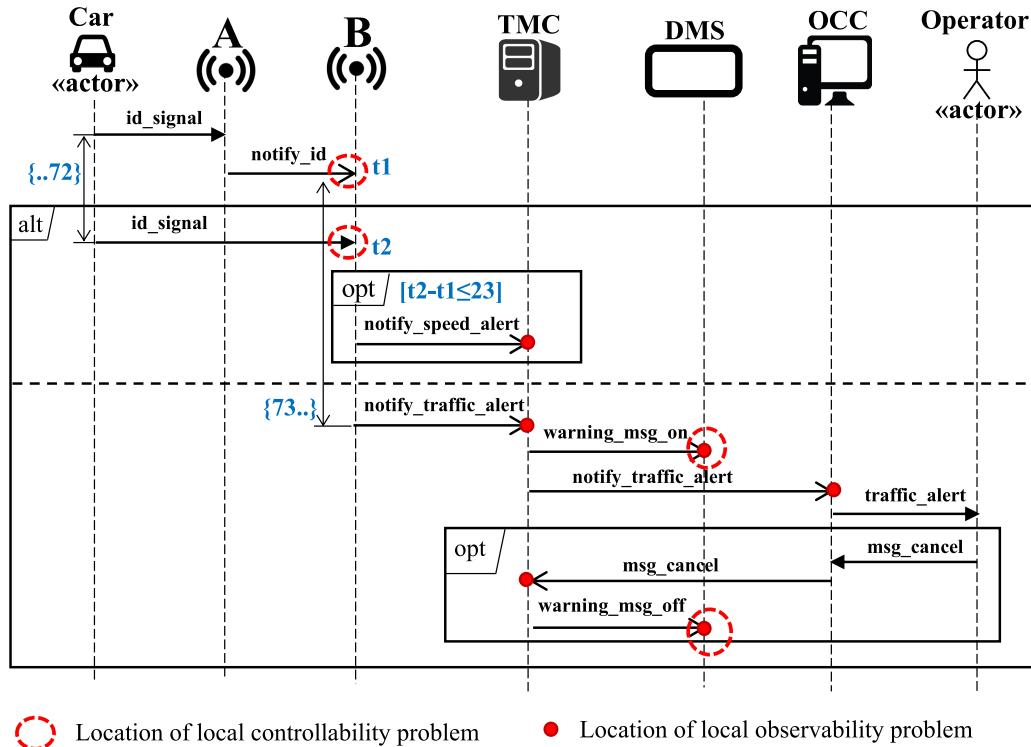 Car A B TMC DMS OCC Operator
«actor» «actor»
id_signal
notify_id
t1
{..72}
alt
id_signal
t2
opt [t2-t1≤23]
notify_speed_alert
{73..}
notify_traffic_alert
warning_msg_on
notify_traffic_alert
traffic_alert
opt
msg_cancel
msg_cancel
warning_msg_off
Location of local controllability problem Location of local observability problem